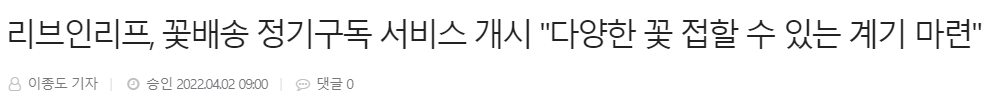 리브인리프, 꽃배송 정기구독 서비스 개시 "다양한 꽃 접할 수 있는 계기 마련"
이종도 기자 승인 2022.04.02 09:00 댓글 0